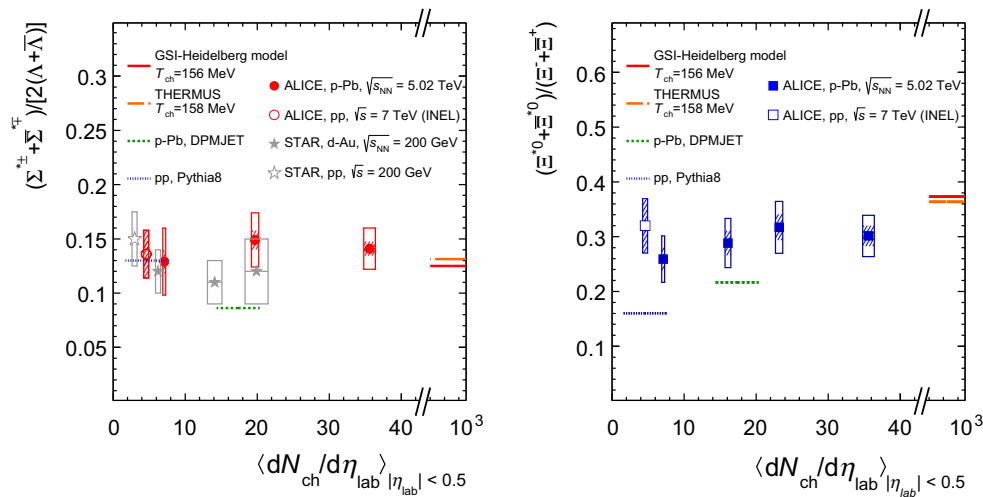 (Σ*± + Σ̅*∓)/[2(Λ+Λ̅)]
0.3
0.25
0.2
0.15
0.1
0.05
GSI-Heidelberg model
T_ch=156 MeV
THERMUS
T_ch=158 MeV
p-Pb, DPMJET
pp, Pythia8
ALICE, p-Pb, √s_NN = 5.02 TeV
ALICE, pp, √s = 7 TeV (INEL)
STAR, d-Au, √s_NN = 200 GeV
STAR, pp, √s = 200 GeV
0 10 20 30 40 10³
⟨dN_ch/dη_lab⟩_|η_lab| < 0.5
(Ξ*0+Ξ̅*0)/(Ξ-+Ξ̅+)
0.6
0.5
0.4
0.3
0.2
0.1
GSI-Heidelberg model
T_ch=156 MeV
THERMUS
T_ch=158 MeV
p-Pb, DPMJET
pp, Pythia8
ALICE, p-Pb, √s_NN = 5.02 TeV
ALICE, pp, √s = 7 TeV (INEL)
0 10 20 30 40 10³
⟨dN_ch/dη_lab⟩_|η_lab| < 0.5